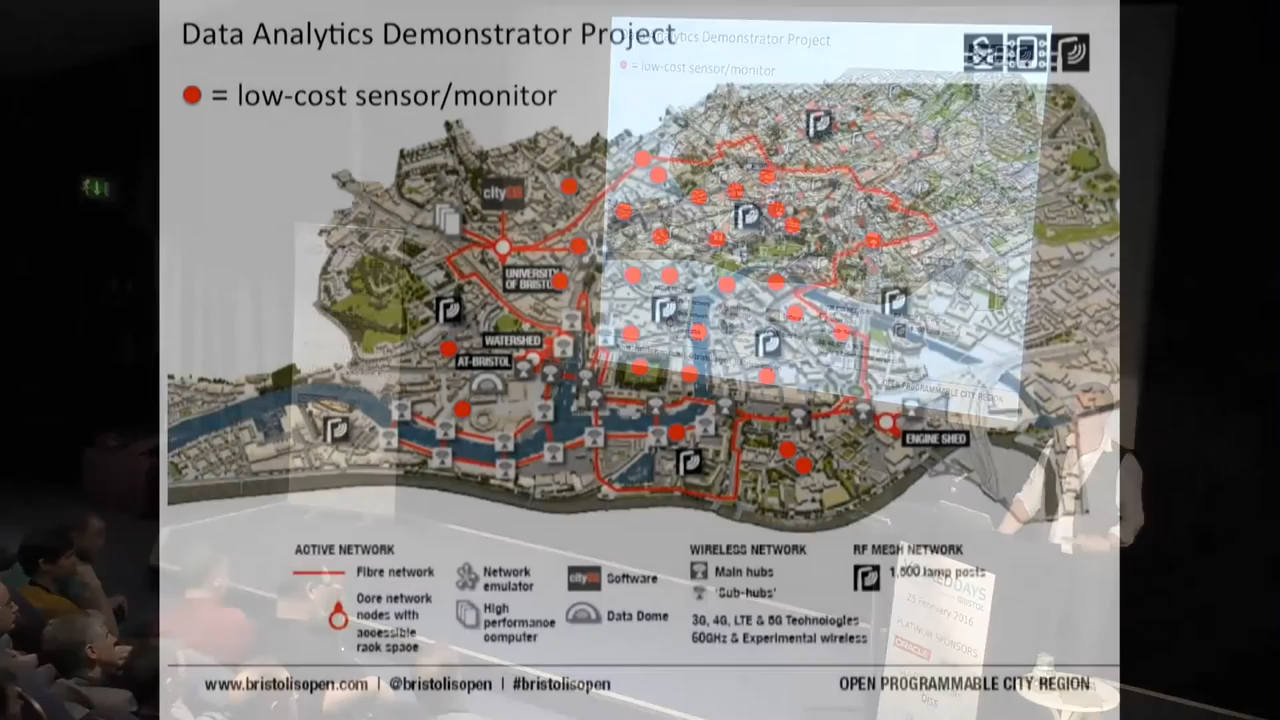 Data Analytics Demonstrator Project
= low-cost sensor/monitor
Analytics Demonstrator Project
= low-cost sensor/monitor
city
UNIVERSITY
OF BRISTOL
WATERSHED
AT-BRISTOL
OPEN PROGRAMMABLE CITY REGION
ENGINE SHED
ACTIVE NETWORK
Fibre network
Core network
nodes with
accessible
rack space
Network
emulator
High
performance
computer
city
Software
Data Dome
WIRELESS NETWORK
Main hubs
'Sub-hubs'
3G, 4G, LTE & 5G Technologies
60GHz & Experimental wireless
RF MESH NETWORK
1,500 lamp posts
DAYS
BRISTOL
25 February 2016
PLATINUM SPONSORS
ORACLE
www.bristolisopen.com | @bristolisopen | #bristolisopen
OPEN PROGRAMMABLE CITY REGION